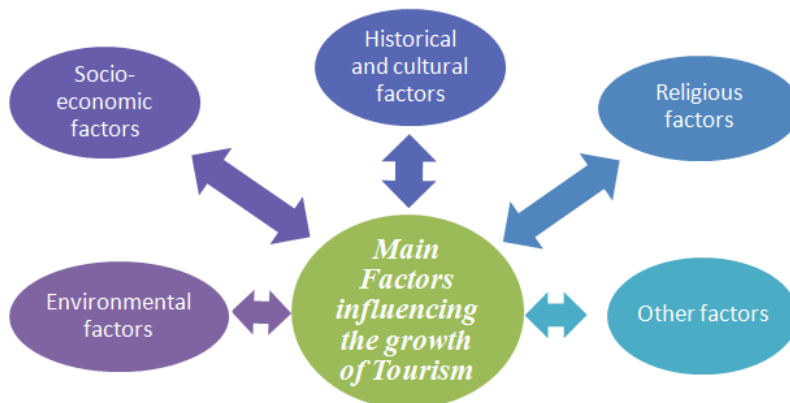 Socio-
economic
factors
Historical
and cultural
factors
Religious
factors
Environmental
factors
Main
Factors
influencing
the growth
of Tourism
Other factors